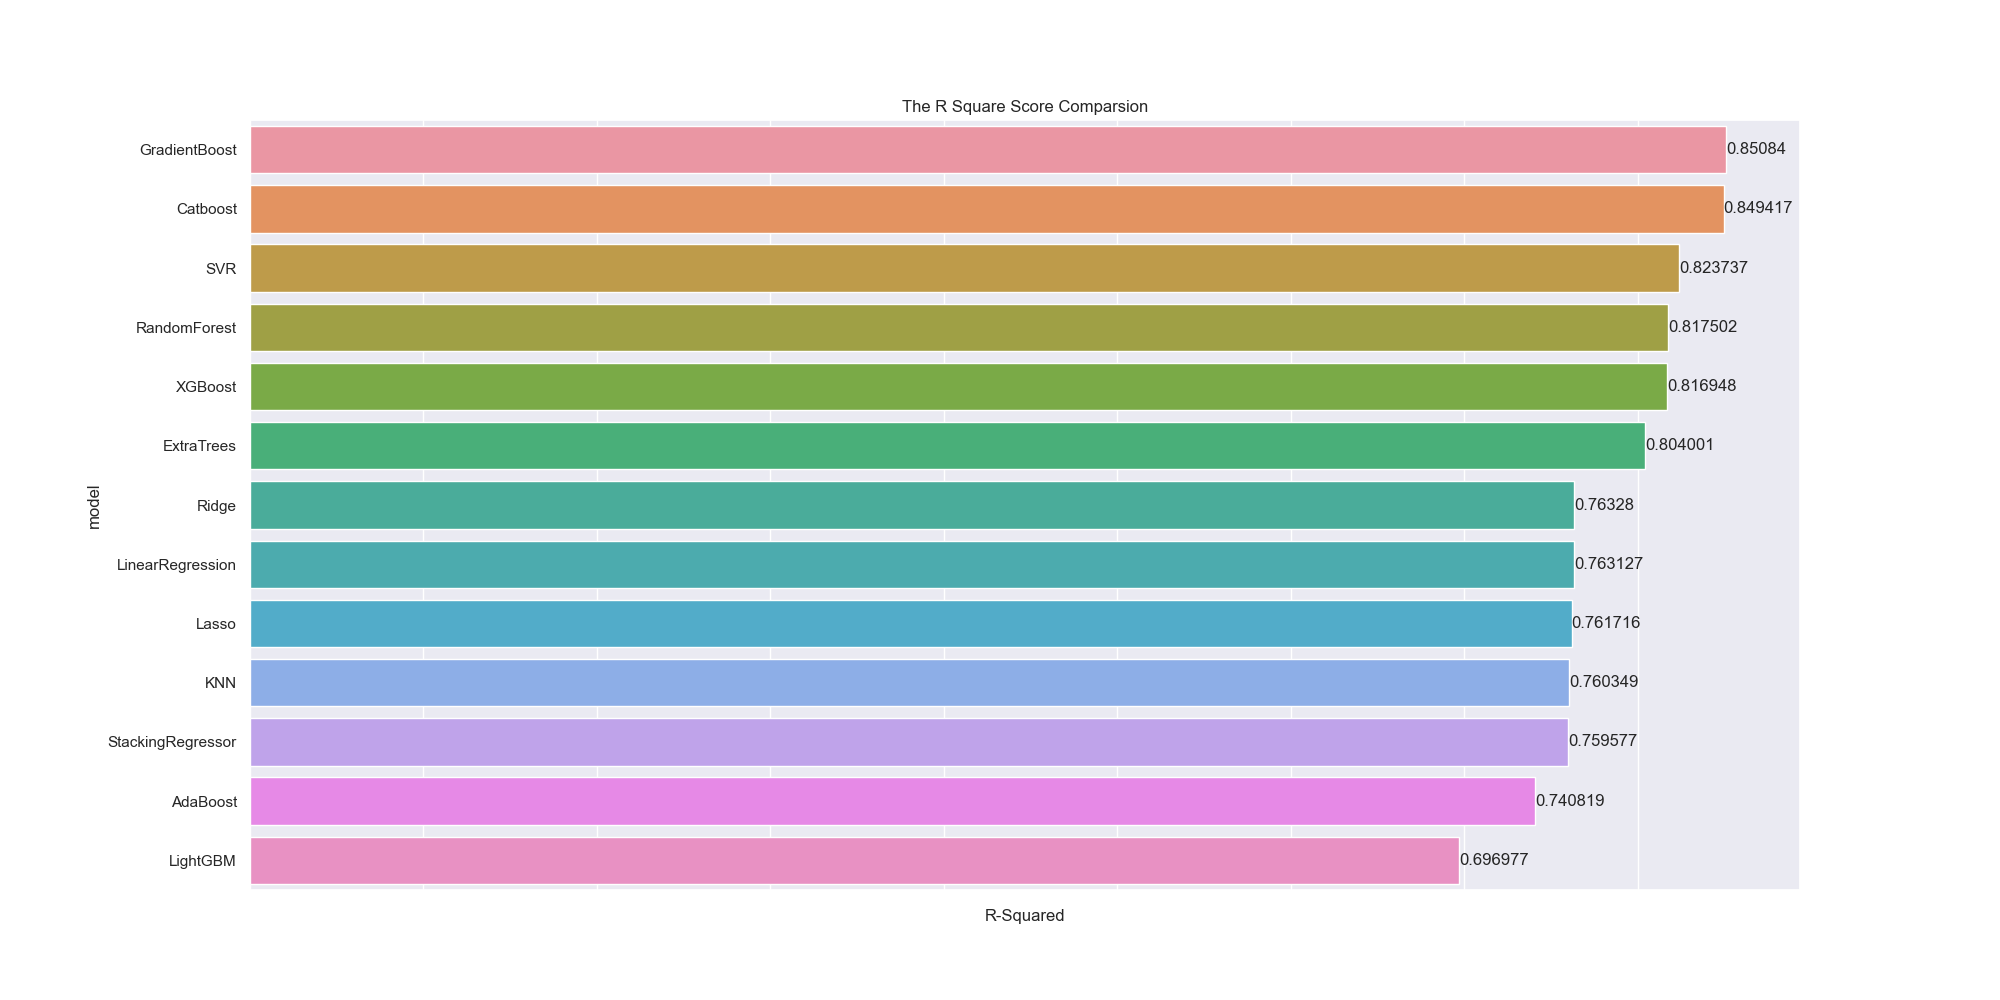 The R Square Score Comparsion
GradientBoost 0.85084
Catboost 0.849417
SVR 0.823737
RandomForest 0.817502
XGBoost 0.816948
ExtraTrees 0.804001
model
Ridge 0.76328
LinearRegression 0.763127
Lasso 0.761716
KNN 0.760349
StackingRegressor 0.759577
AdaBoost 0.740819
LightGBM 0.696977
R-Squared